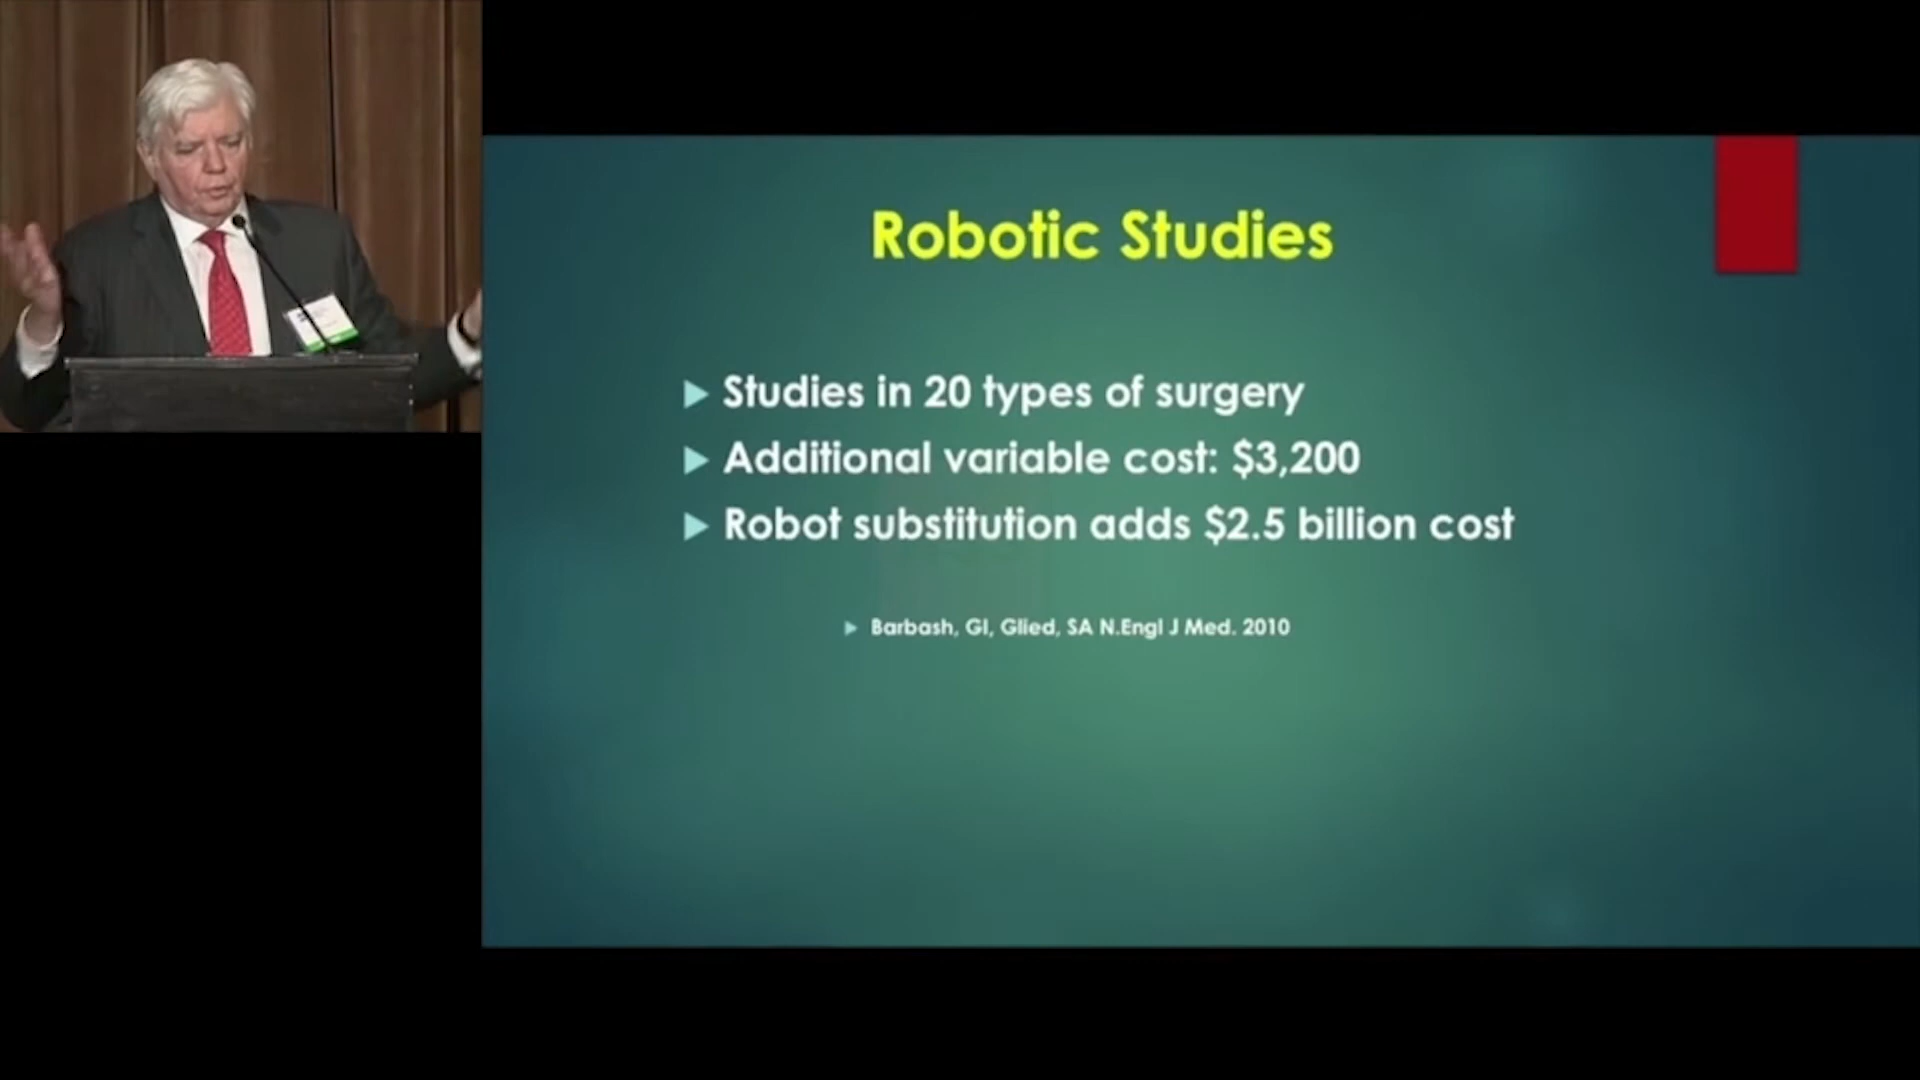 Robotic Studies
Studies in 20 types of surgery
Additional variable cost: $3,200
Robot substitution adds $2.5 billion cost
Barbash, GI, Glied, SA N.Engl J Med. 2010